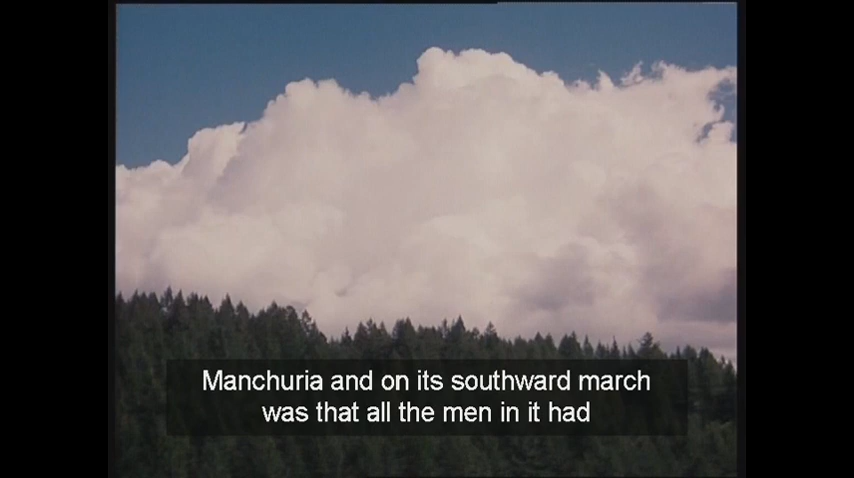 Manchuria and on its southward march
was that all the men in it had